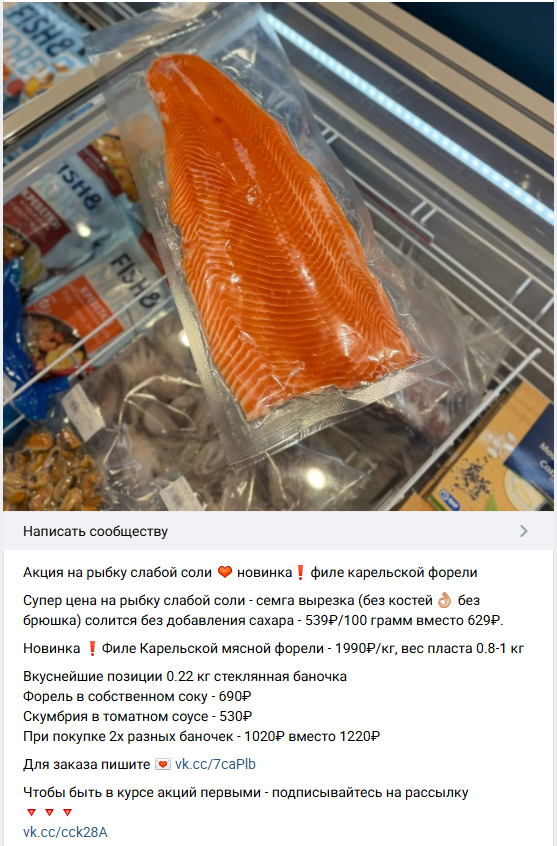 FISH&
FISH&
FISH&
Написать сообществу
Акция на рыбку слабой соли ❤️ новинка❗ филе карельской форели
Супер цена на рыбку слабой соли - семга вырезка (без костей 👌🏼 без
брюшка) солится без добавления сахара - 539₽/100 грамм вместо 629₽.
Новинка ❗Филе Карельской мясной форели - 1990₽/кг, вес пласта 0.8-1 кг
Вкуснейшие позиции 0.22 кг стеклянная баночка
Форель в собственном соку - 690₽
Скумбрия в томатном соусе - 530₽
При покупке 2х разных баночек - 1020₽ вместо 1220₽
Для заказа пишите 💌 vk.cc/7caPlb
Чтобы быть в курсе акций первыми - подписывайтесь на рассылку
🔻🔻🔻
vk.cc/cck28A